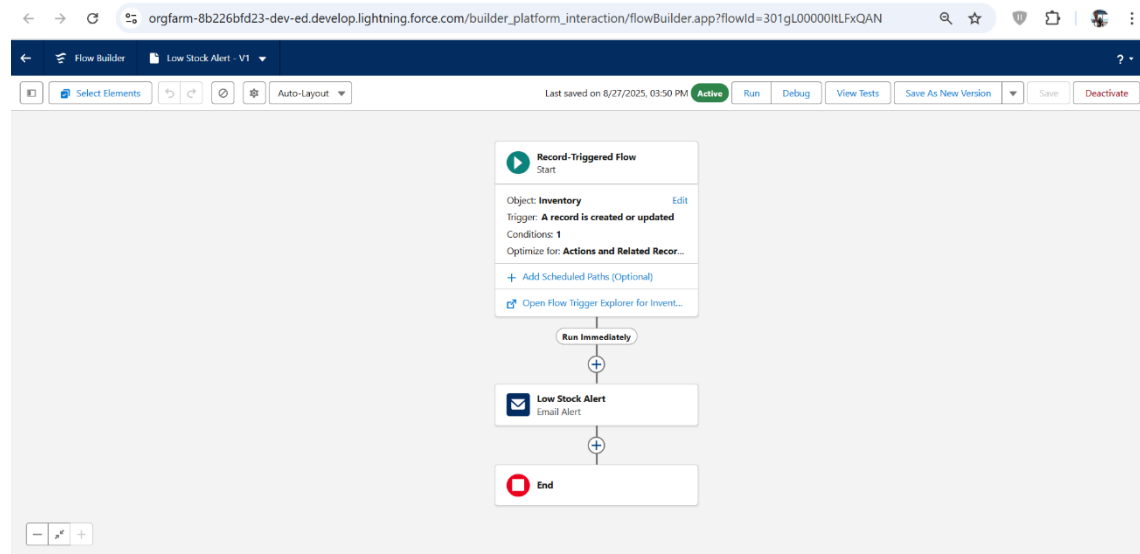 orgfarm-8b226bfd23-dev-ed.develop.lightning.force.com/builder_platform_interaction/flowBuilder.app?flowId=301gL00000ItLFxQAN
Flow Builder Low Stock Alert - V1 ?
Select Elements Auto-Layout Last saved on 8/27/2025, 03:50 PM Active Run Debug View Tests Save As New Version Save Deactivate
Record-Triggered Flow
Start
Object: Inventory Edit
Trigger: A record is created or updated
Conditions: 1
Optimize for: Actions and Related Recor...
+ Add Scheduled Paths (Optional)
Open Flow Trigger Explorer for Invent...
Run Immediately
Low Stock Alert
Email Alert
End